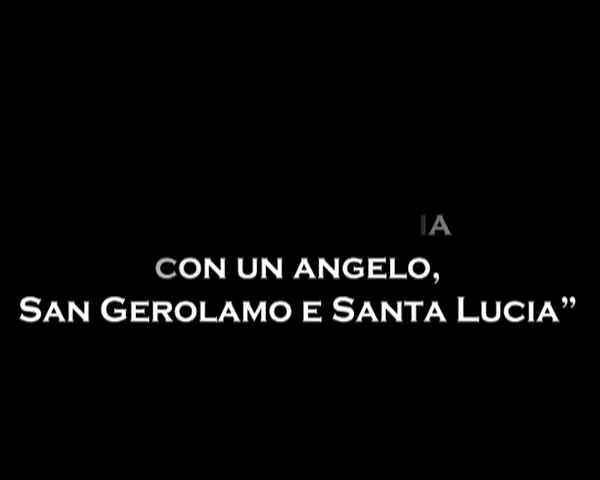 IA
CON UN ANGELO,
SAN GEROLAMO E SANTA LUCIA”